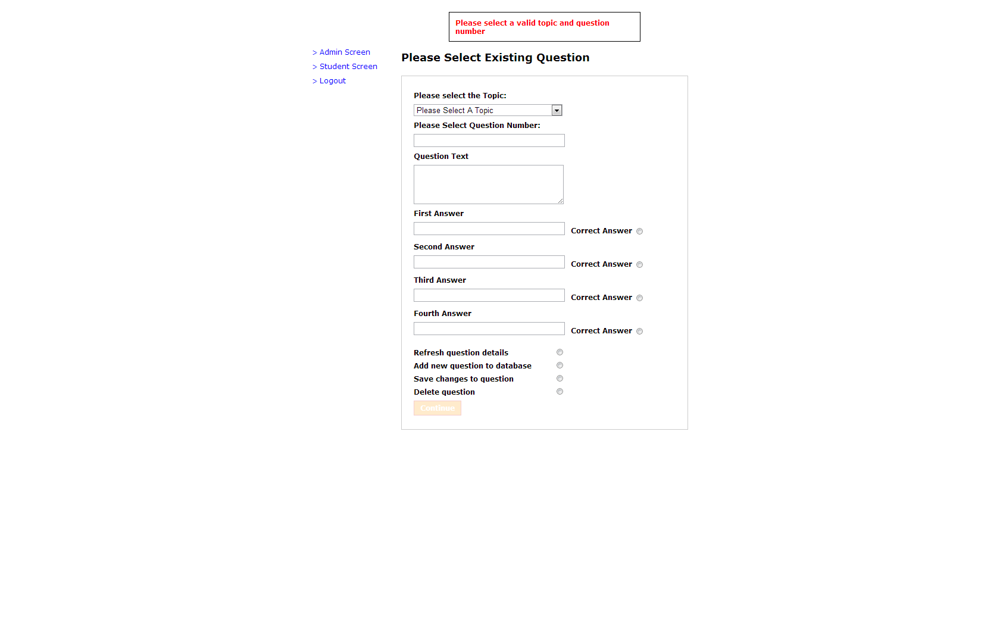 Please select a valid topic and question
number
> Admin Screen
> Student Screen
> Logout
Please Select Existing Question
Please select the Topic:
Please Select A Topic
Please Select Question Number:
Question Text
First Answer
Correct Answer
Second Answer
Correct Answer
Third Answer
Correct Answer
Fourth Answer
Correct Answer
Refresh question details
Add new question to database
Save changes to question
Delete question
Continue